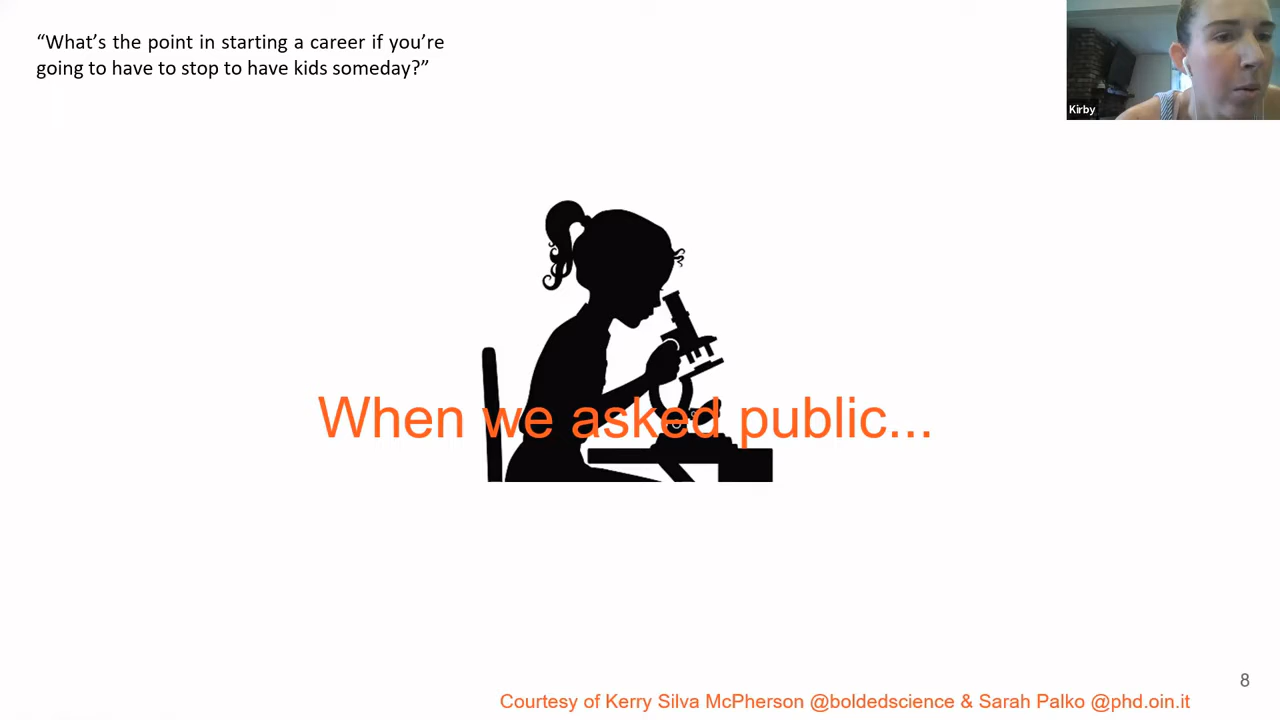 “What’s the point in starting a career if you’re
going to have to stop to have kids someday?”
Kirby
When we asked public...
8
Courtesy of Kerry Silva McPherson @boldedscience & Sarah Palko @phd.oin.it